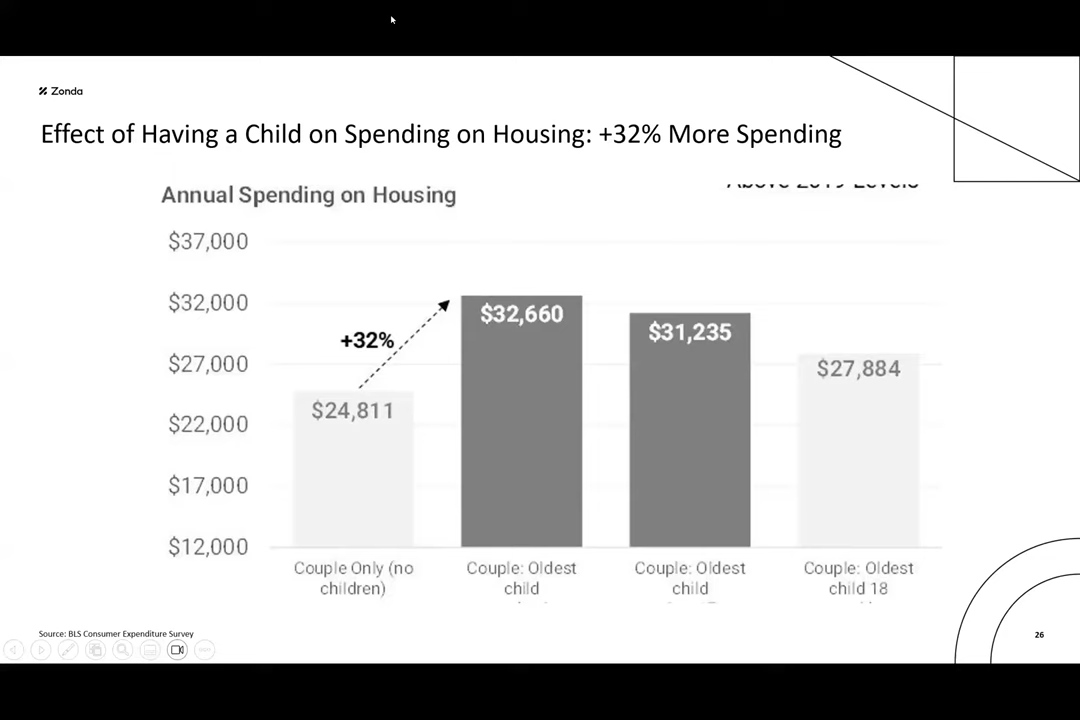 Zonda
Effect of Having a Child on Spending on Housing: +32% More Spending
Annual Spending on Housing
$37,000
$32,000
$27,000
$22,000
$17,000
$12,000
+32%
$24,811
$32,660
$31,235
$27,884
Couple Only (no
children)
Couple: Oldest
child
Couple: Oldest
child
Couple: Oldest
child 18
Source: BLS Consumer Expenditure Survey
26